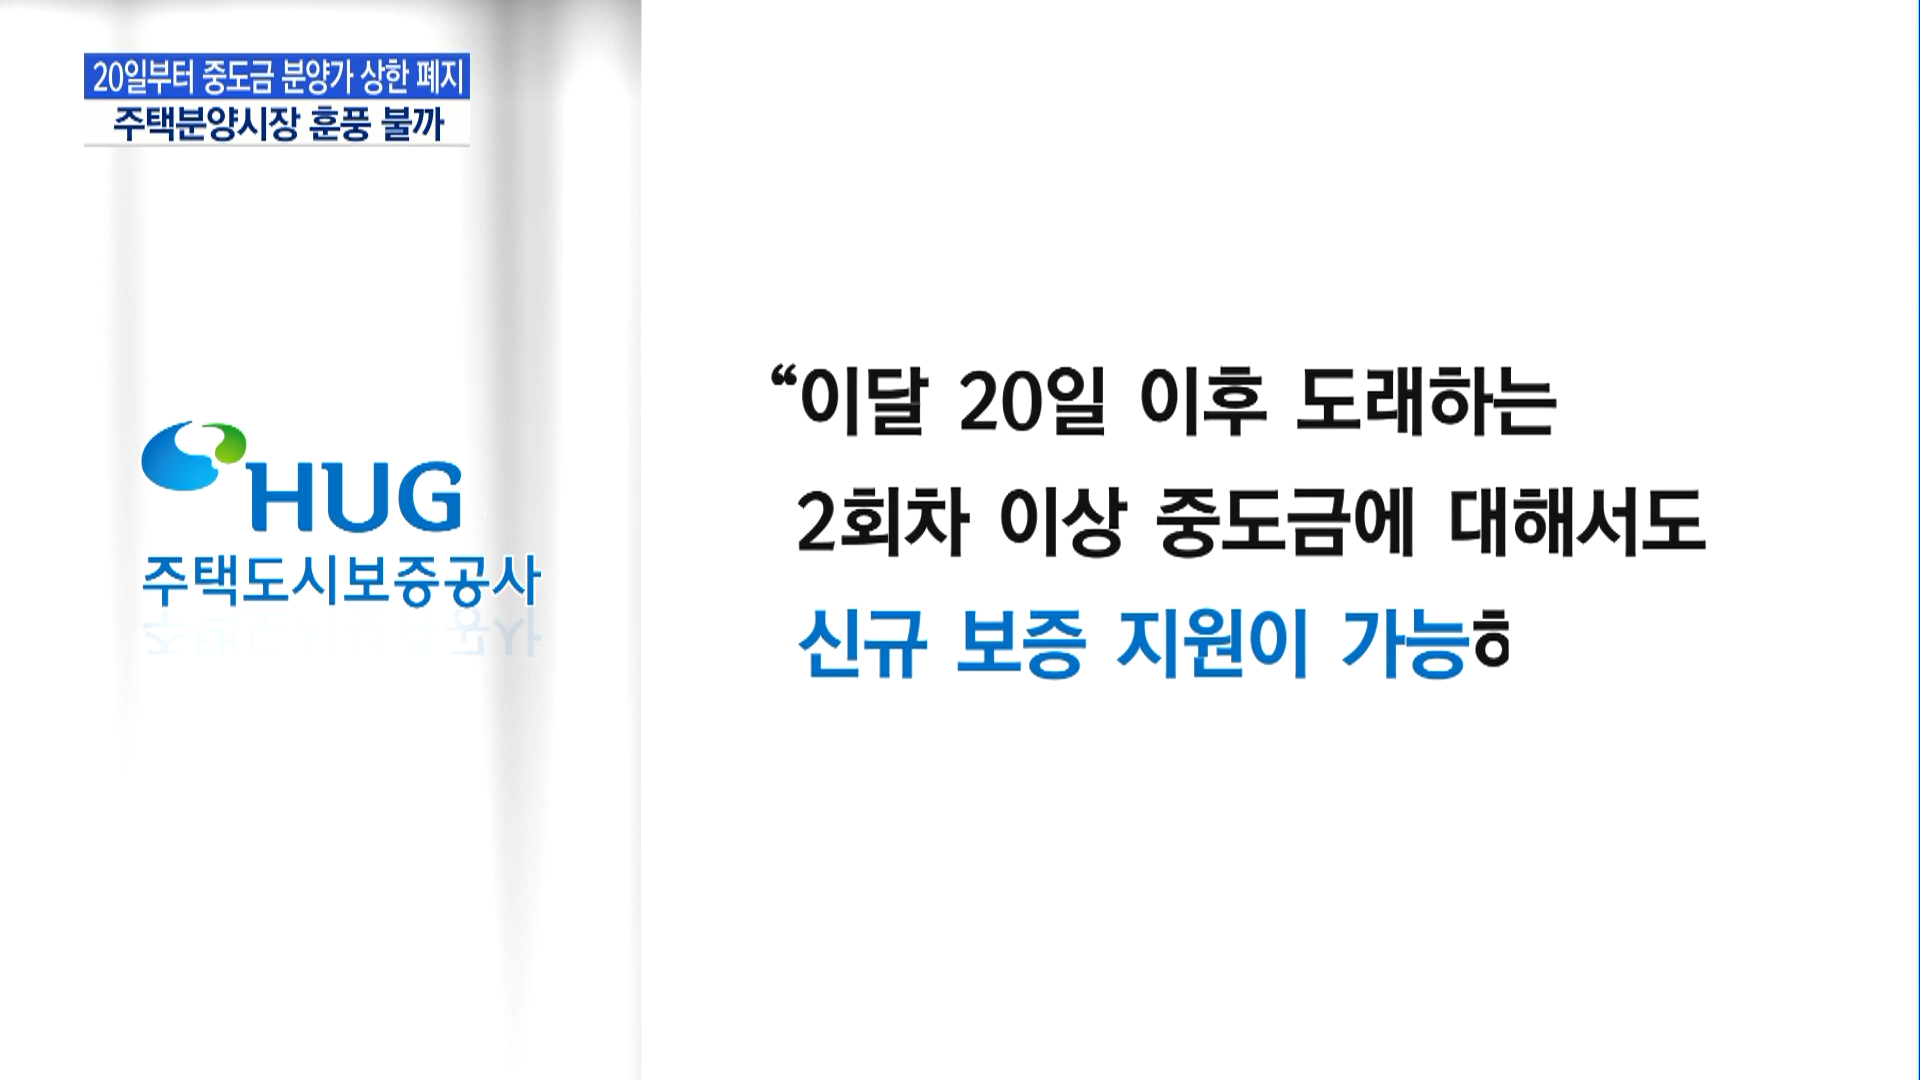 20일부터 중도금 분양가 상한 폐지
주택분양시장 훈풍 불까
HUG
주택도시보증공사
“이달 20일 이후 도래하는
2회차 이상 중도금에 대해서도
신규 보증 지원이 가능